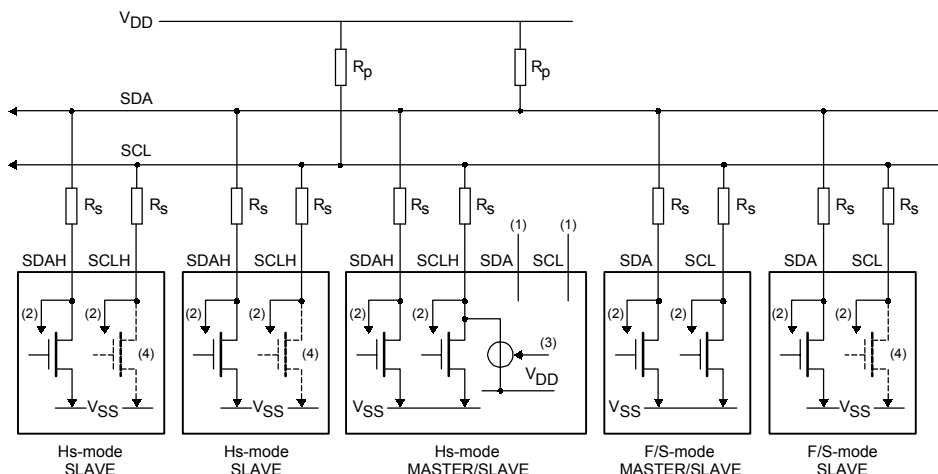 VDD
Rp Rp
SDA
SCL
Rs Rs Rs Rs Rs Rs Rs Rs Rs Rs
(1) (1)
SDAH SCLH SDAH SCLH SDAH SCLH SDA SCL SDA SCL SDA SCL
(2) (2) (2) (2) (2) (2) (2) (2) (2) (2)
(4) (4) (3) (4)
VDD
VSS VSS VSS VSS VSS
Hs-mode Hs-mode Hs-mode F/S-mode F/S-mode
SLAVE SLAVE MASTER/SLAVE MASTER/SLAVE SLAVE